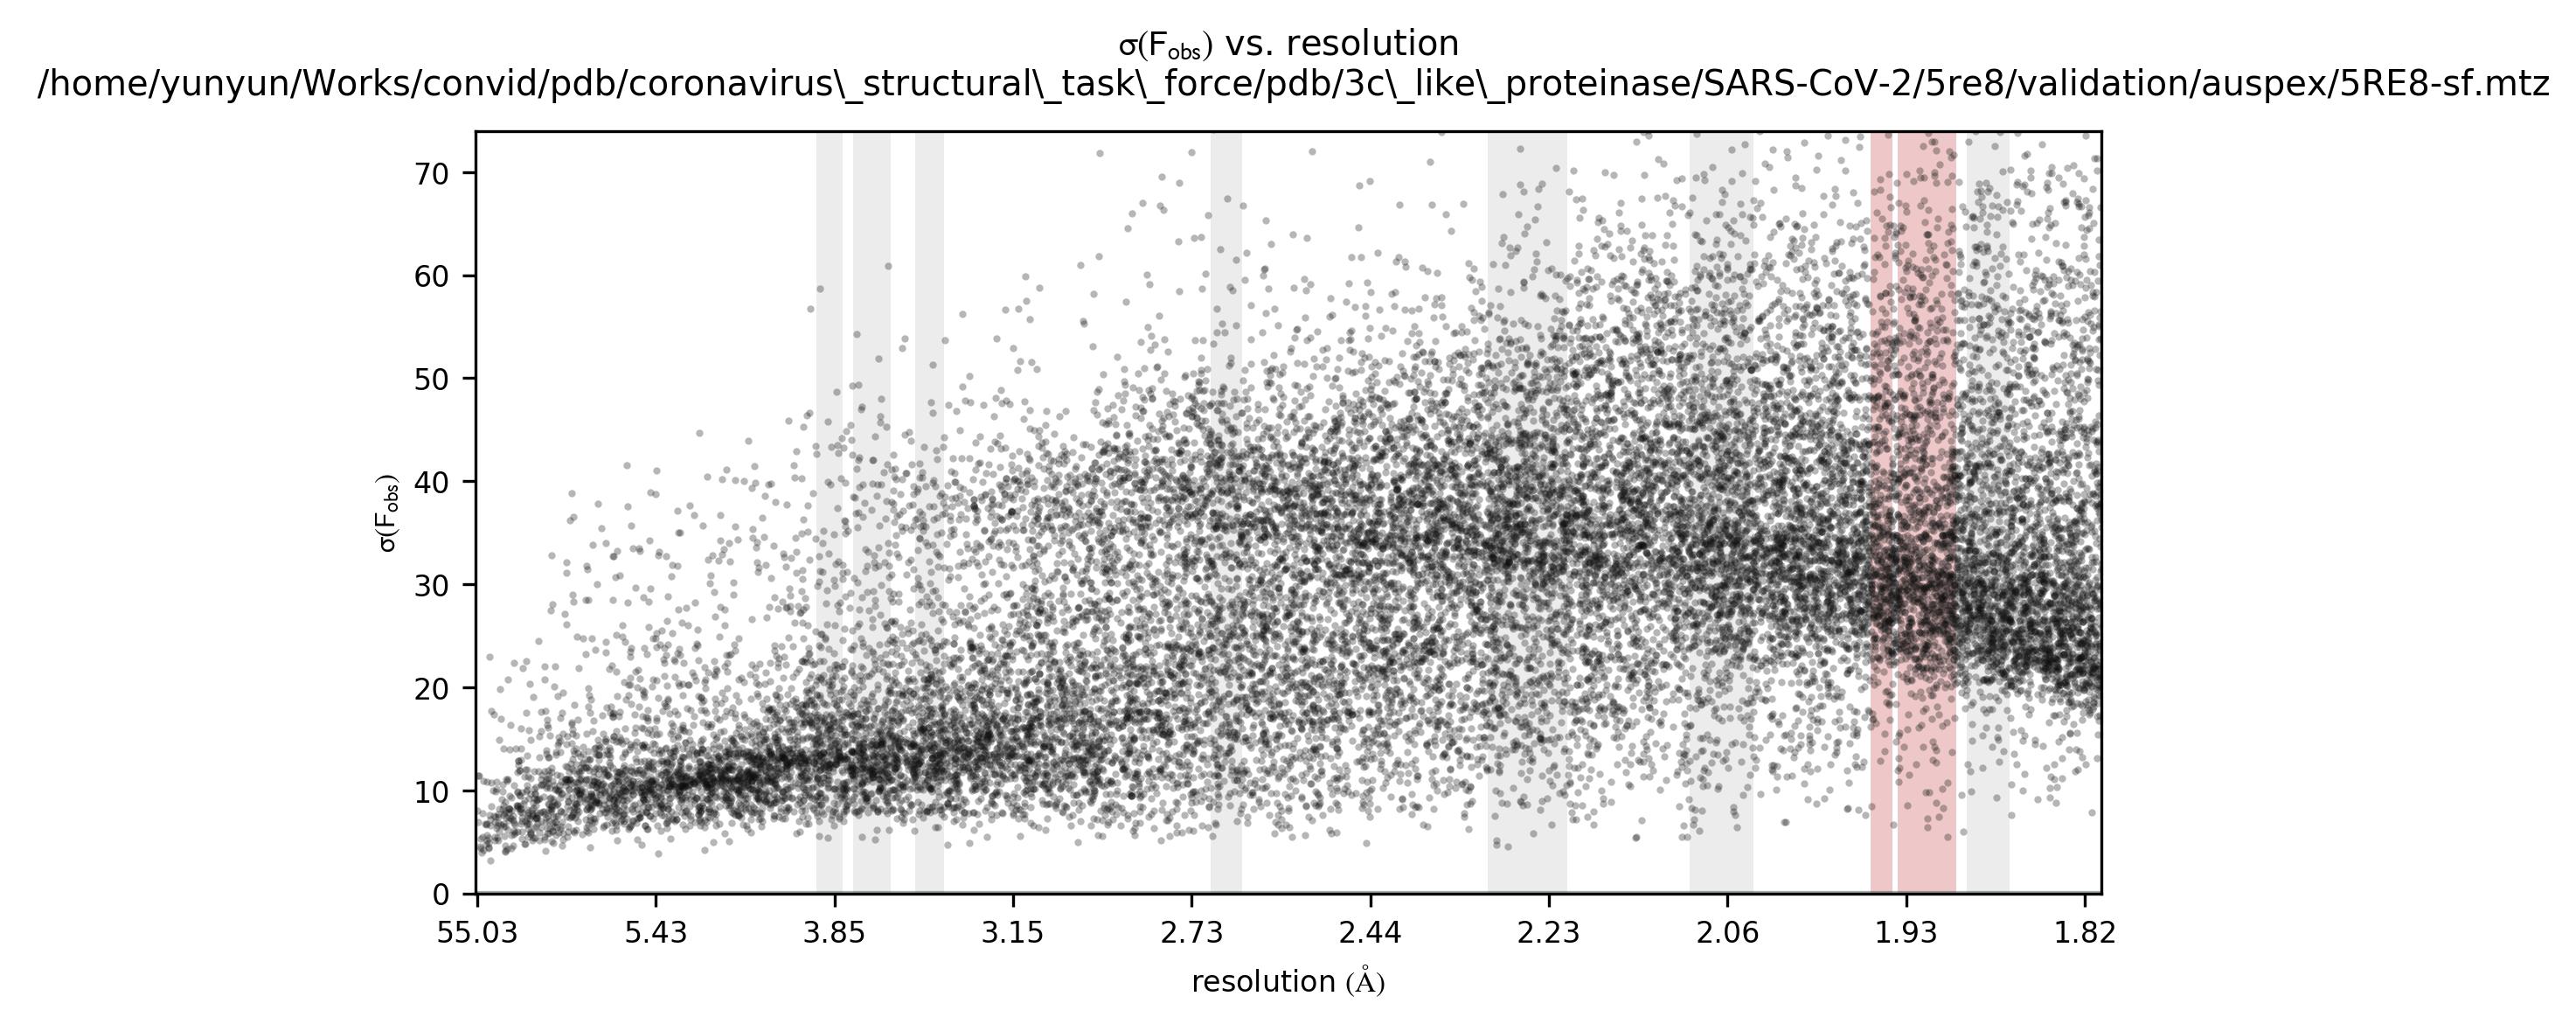 σ(F_obs) vs. resolution
/home/yunyun/Works/convid/pdb/coronavirus\_structural\_task\_force/pdb/3c\_like\_proteinase/SARS-CoV-2/5re8/validation/auspex/5RE8-sf.mtz
70
60
50
40
30
20
10
0
σ(F_obs)
55.03 5.43 3.85 3.15 2.73 2.44 2.23 2.06 1.93 1.82
resolution (Å)